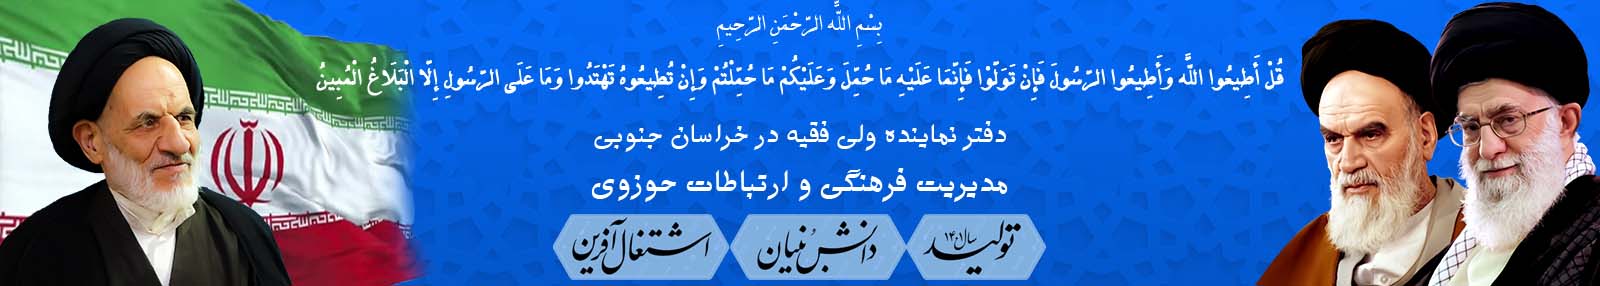 بِسْمِ اللَّهِ الرَّحْمَنِ الرَّحِيمِ
قُلْ أَطِيعُوا اللَّهَ وَأَطِيعُوا الرَّسُولَ فَإِنْ تَوَلَّوْا فَإِنَّمَا عَلَيْهِ مَا حُمِّلَ وَعَلَيْكُمْ مَا حُمِّلْتُمْ وَإِنْ تُطِيعُوهُ تَهْتَدُوا وَمَا عَلَى الرَّسُولِ إِلَّا الْبَلَاغُ الْمُبِينُ
دفتر نماینده ولی فقیه در خراسان جنوبی
مدیریت فرهنگی و ارتباطات حوزوی
سال ۱۴۰۱ تولید دانش‌بُنیان اشتغال‌آفرین